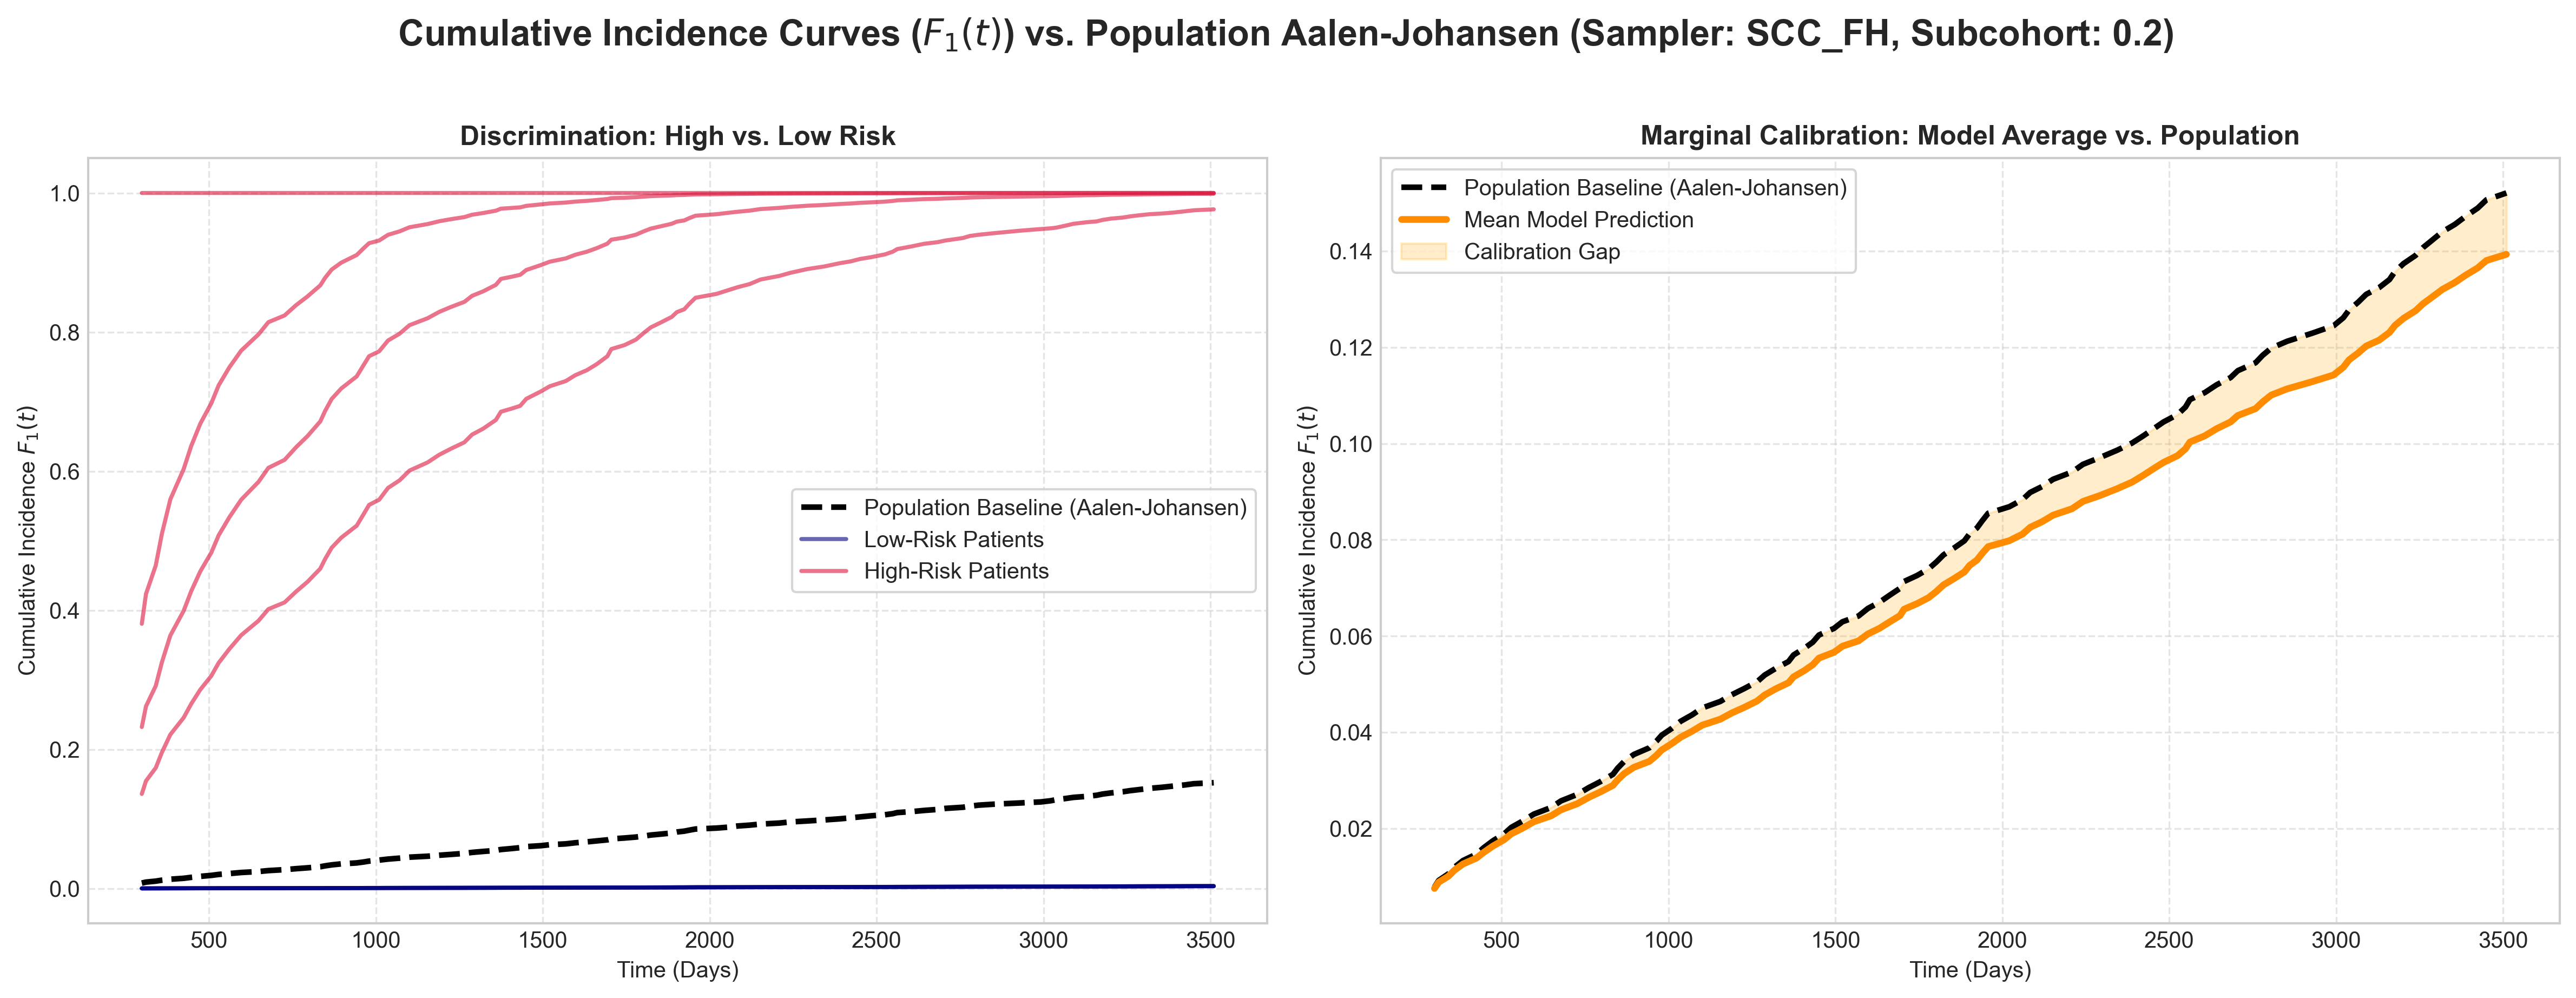 Cumulative Incidence Curves (F₁(t)) vs. Population Aalen-Johansen (Sampler: SCC_FH, Subcohort: 0.2)
Discrimination: High vs. Low Risk
Cumulative Incidence F₁(t)
1.0
0.8
0.6
0.4
0.2
0.0
Population Baseline (Aalen-Johansen)
Low-Risk Patients
High-Risk Patients
500 1000 1500 2000 2500 3000 3500
Time (Days)
Marginal Calibration: Model Average vs. Population
Cumulative Incidence F₁(t)
Population Baseline (Aalen-Johansen)
Mean Model Prediction
Calibration Gap
0.14
0.12
0.10
0.08
0.06
0.04
0.02
500 1000 1500 2000 2500 3000 3500
Time (Days)